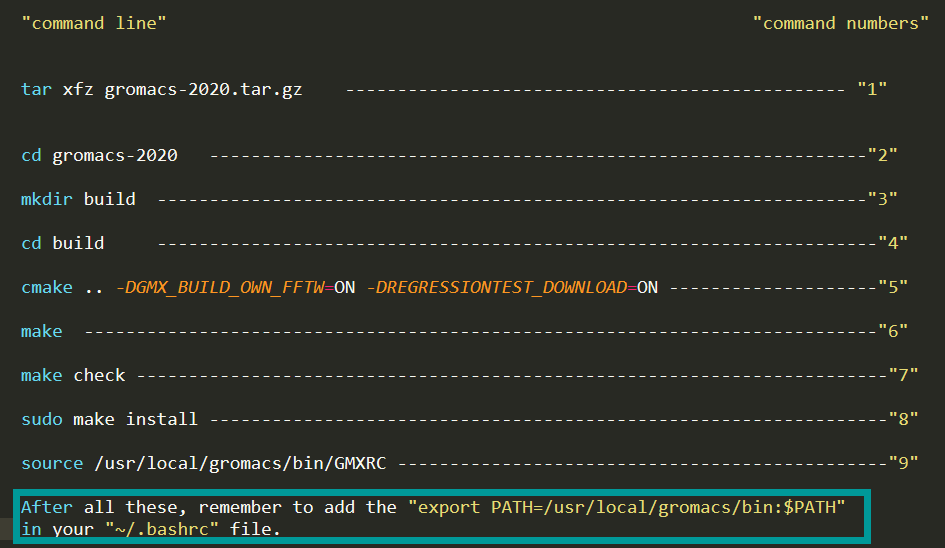 "command line" "command numbers"
tar xfz gromacs-2020.tar.gz ------------------------------------------------ "1"
cd gromacs-2020 ---------------------------------------------------------------"2"
mkdir build --------------------------------------------------------------------"3"
cd build ---------------------------------------------------------------------"4"
cmake .. -DGMX_BUILD_OWN_FFTW=ON -DREGRESSIONTEST_DOWNLOAD=ON --------------------"5"
make ----------------------------------------------------------------------------"6"
make check ------------------------------------------------------------------------"7"
sudo make install -----------------------------------------------------------------"8"
source /usr/local/gromacs/bin/GMXRC -----------------------------------------------"9"
After all these, remember to add the "export PATH=/usr/local/gromacs/bin:$PATH"
in your "~/.bashrc" file.